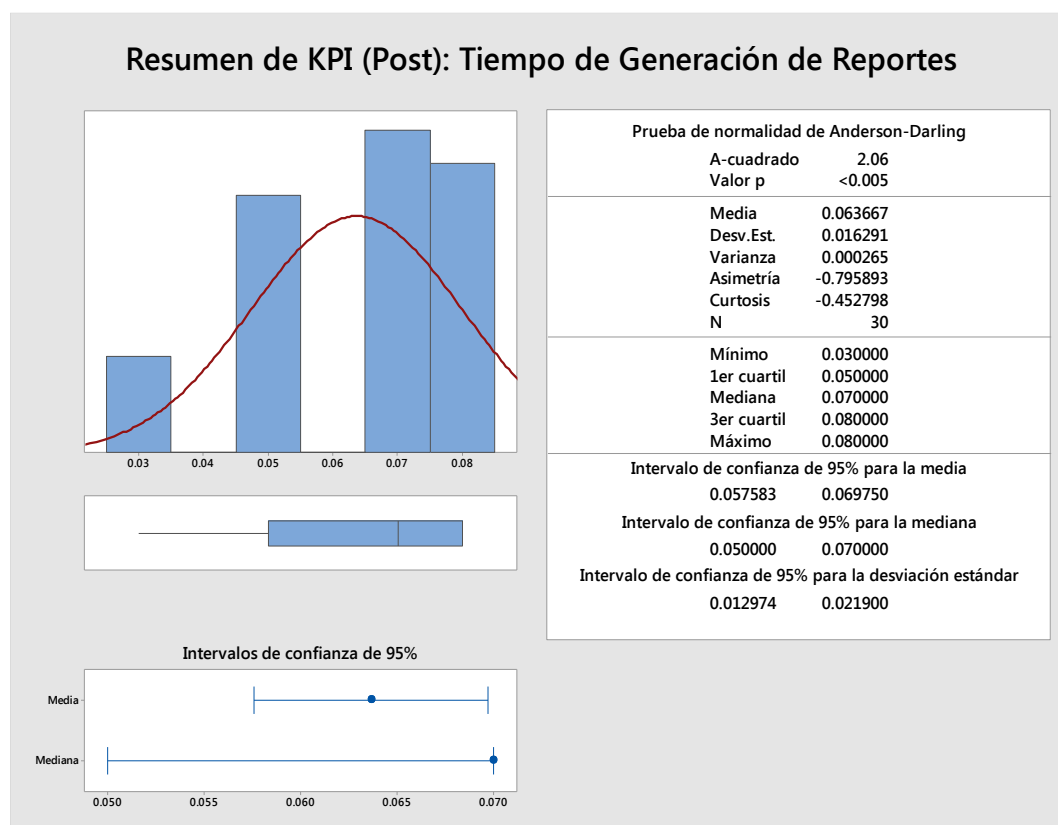 Resumen de KPI (Post): Tiempo de Generación de Reportes
0.03 0.04 0.05 0.06 0.07 0.08
Intervalos de confianza de 95%
Media
Mediana
0.050 0.055 0.060 0.065 0.070
Prueba de normalidad de Anderson-Darling
A-cuadrado 2.06
Valor p <0.005
Media 0.063667
Desv.Est. 0.016291
Varianza 0.000265
Asimetría -0.795893
Curtosis -0.452798
N 30
Mínimo 0.030000
1er cuartil 0.050000
Mediana 0.070000
3er cuartil 0.080000
Máximo 0.080000
Intervalo de confianza de 95% para la media
0.057583 0.069750
Intervalo de confianza de 95% para la mediana
0.050000 0.070000
Intervalo de confianza de 95% para la desviación estándar
0.012974 0.021900